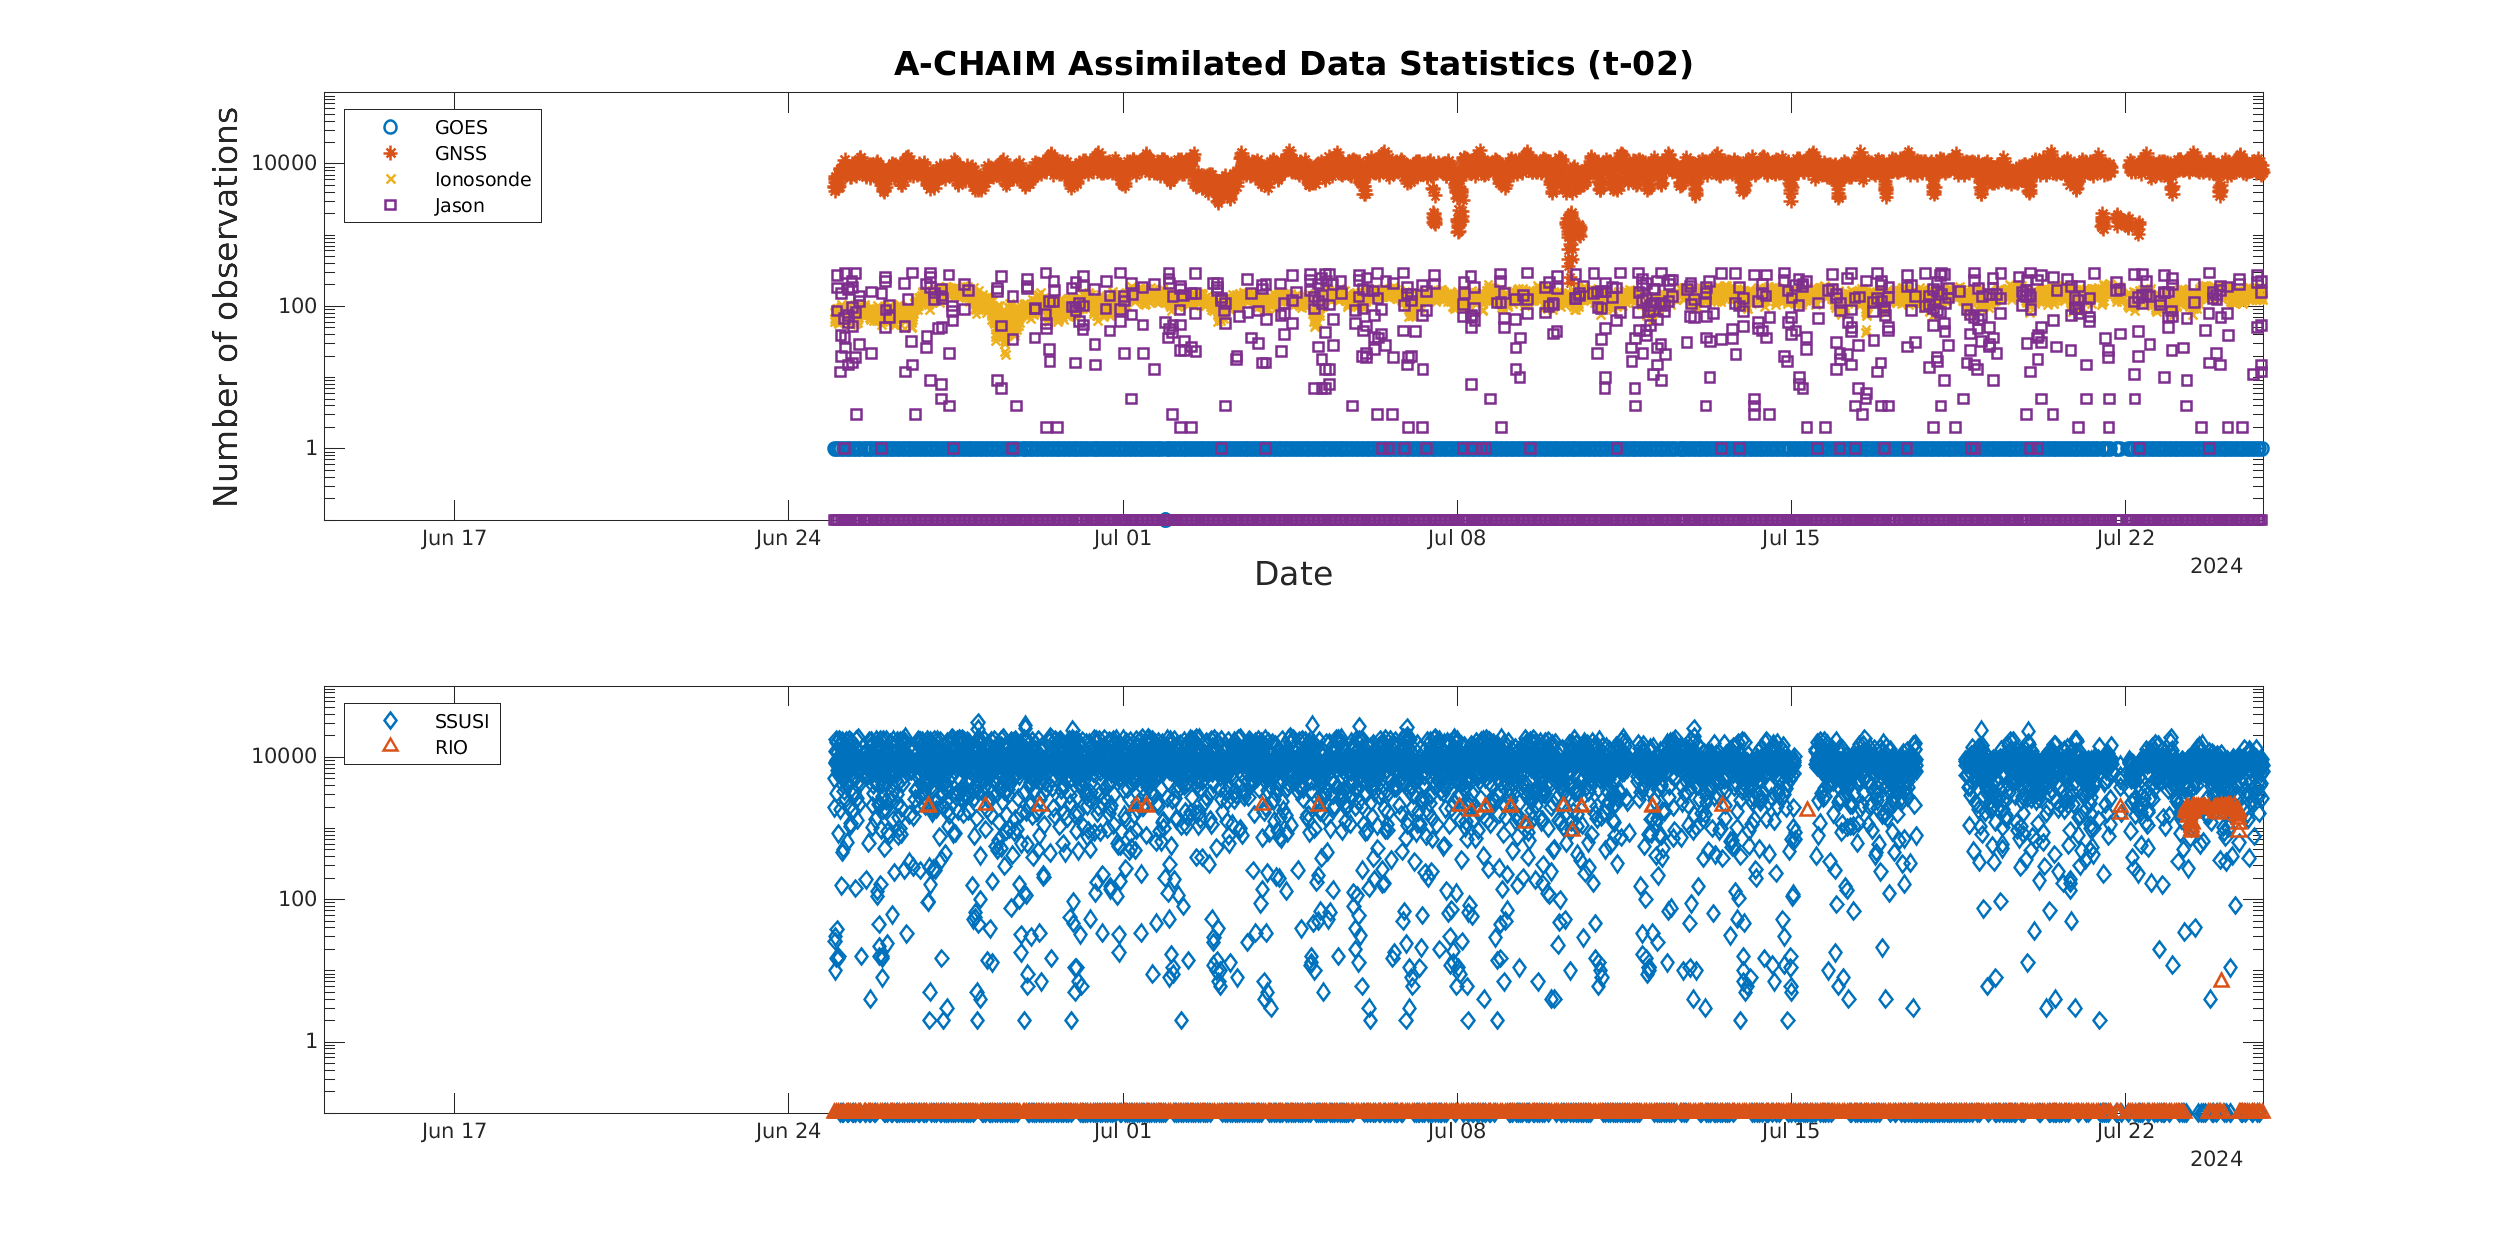 A-CHAIM Assimilated Data Statistics (t-02)
Number of observations
10000
100
1
GOES
GNSS
Ionosonde
Jason
Jun 17
Jun 24
Jul 01
Jul 08
Jul 15
Jul 22
2024
Date
10000
100
1
SSUSI
RIO
Jun 17
Jun 24
Jul 01
Jul 08
Jul 15
Jul 22
2024